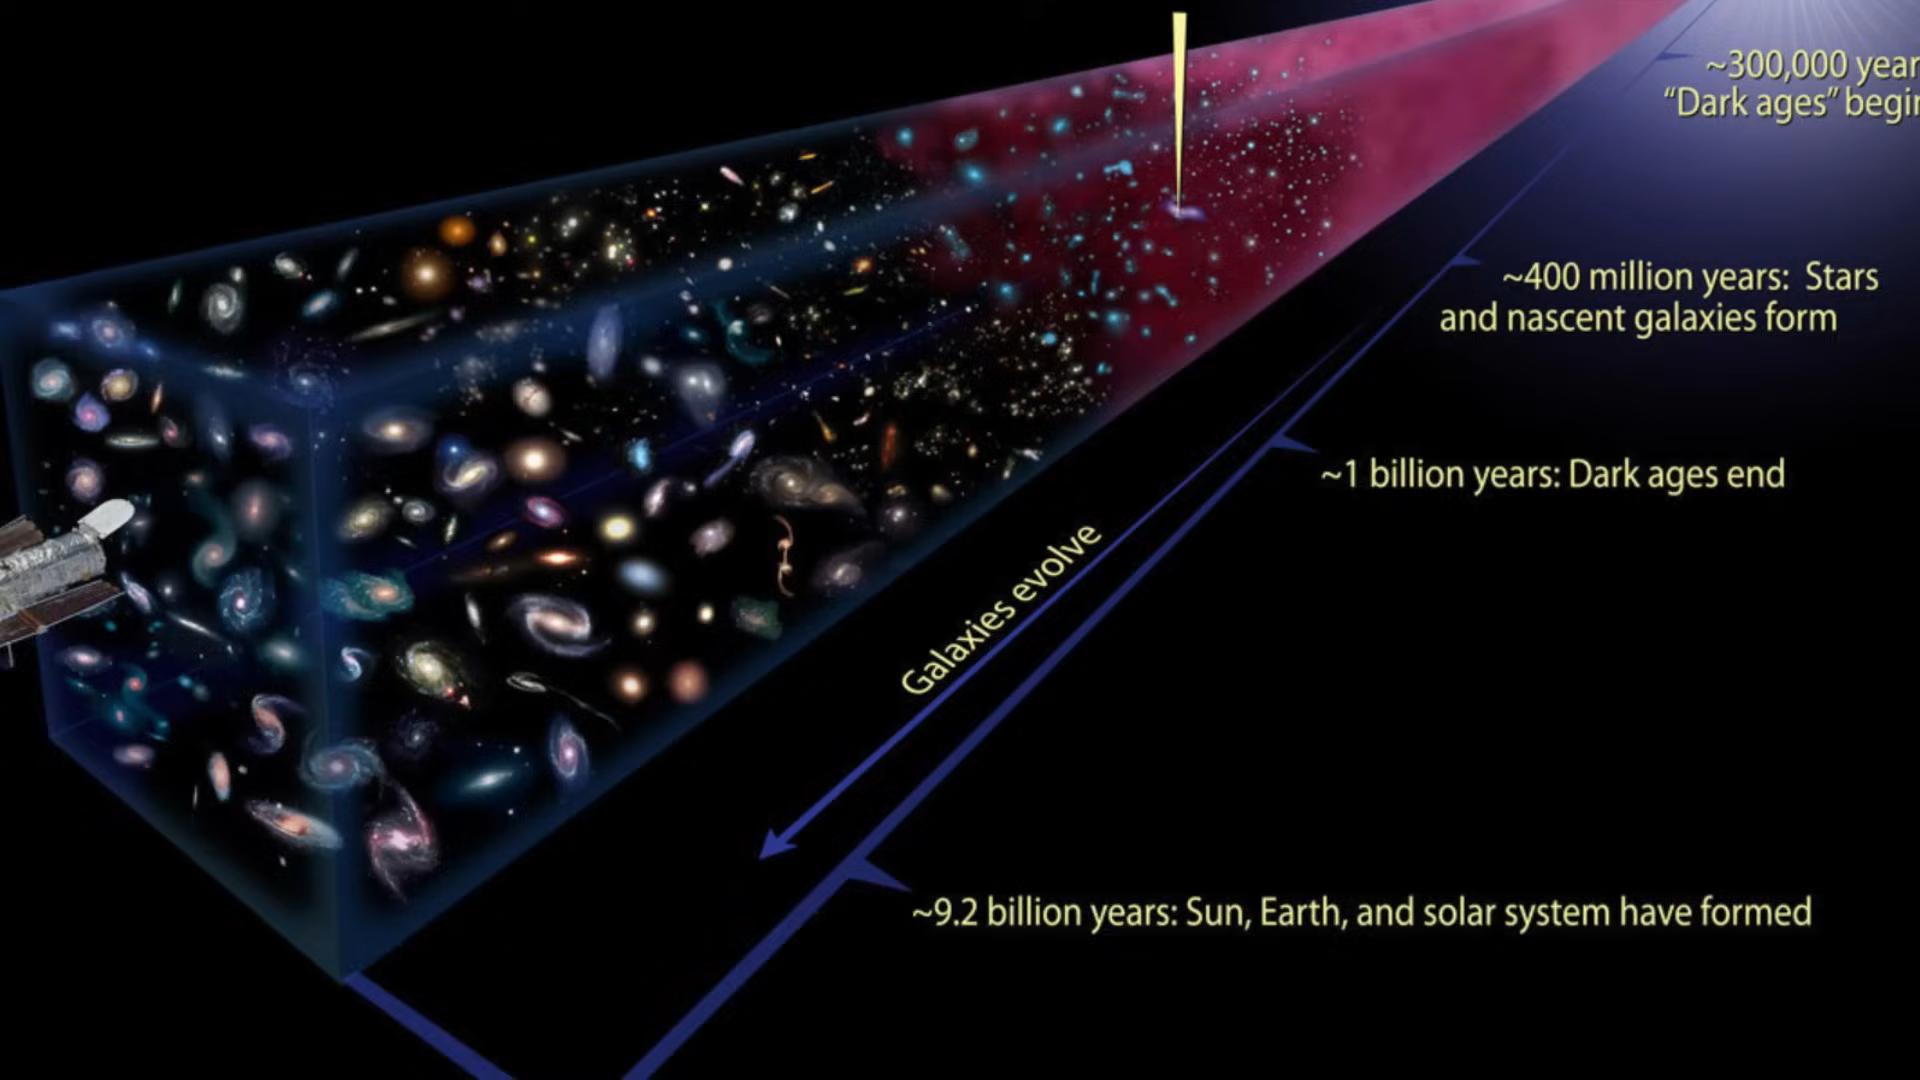 ~300,000 year
“Dark ages” begin
~400 million years: Stars
and nascent galaxies form
~1 billion years: Dark ages end
Galaxies evolve
~9.2 billion years: Sun, Earth, and solar system have formed